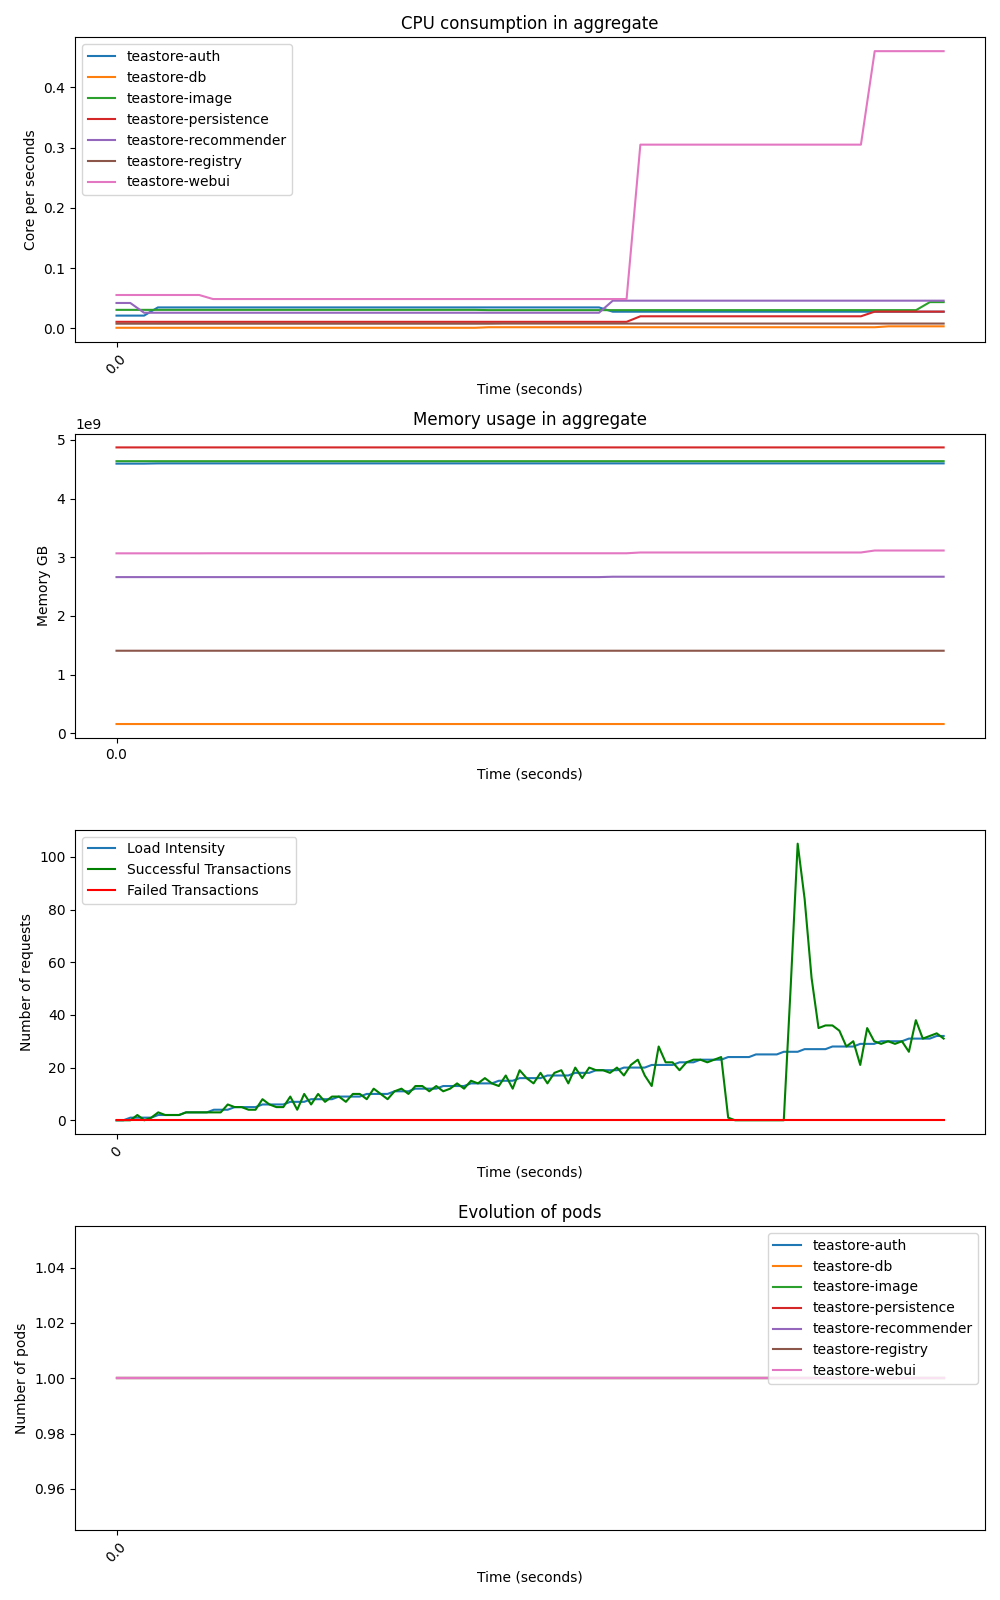 CPU consumption in aggregate
teastore-auth
teastore-db
teastore-image
teastore-persistence
teastore-recommender
teastore-registry
teastore-webui
Core per seconds
0.4
0.3
0.2
0.1
0.0
0.0
Time (seconds)
Memory usage in aggregate
1e9
Memory GB
5
4
3
2
1
0
0.0
Time (seconds)
Load Intensity
Successful Transactions
Failed Transactions
Number of requests
100
80
60
40
20
0
0
Time (seconds)
Evolution of pods
teastore-auth
teastore-db
teastore-image
teastore-persistence
teastore-recommender
teastore-registry
teastore-webui
Number of pods
1.04
1.02
1.00
0.98
0.96
0.0
Time (seconds)